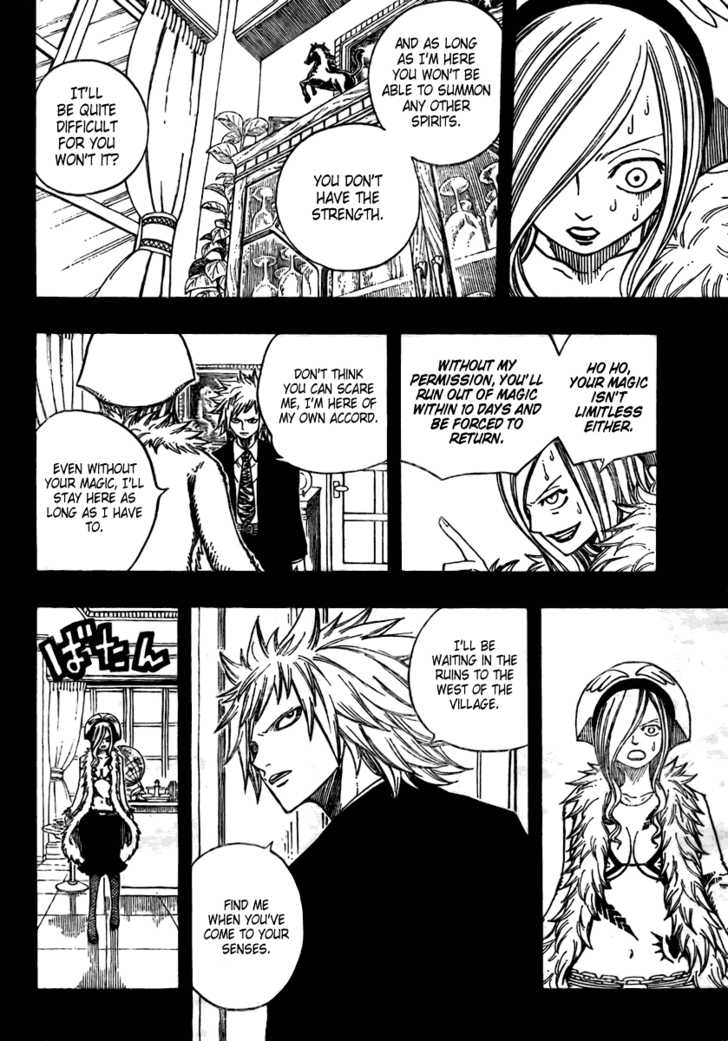 AND AS LONG
AS I'M HERE
YOU WON'T BE
ABLE TO SUMMON
ANY OTHER
SPIRITS.
YOU DON'T
HAVE THE
STRENGTH.
IT'LL
BE QUITE
DIFFICULT
FOR YOU
WON'T IT?
HO HO,
YOUR MAGIC
ISN'T
LIMITLESS
EITHER.
WITHOUT MY
PERMISSION, YOU'LL
RUN OUT OF MAGIC
WITHIN 10 DAYS AND
BE FORCED TO
RETURN.
DON'T THINK
YOU CAN SCARE
ME, I'M HERE OF
MY OWN ACCORD.
EVEN WITHOUT
YOUR MAGIC, I'LL
STAY HERE AS
LONG AS I HAVE
TO.
I'LL BE
WAITING IN THE
RUINS TO THE
WEST OF THE
VILLAGE.
FIND ME
WHEN YOU'VE
COME TO YOUR
SENSES.
ばたん